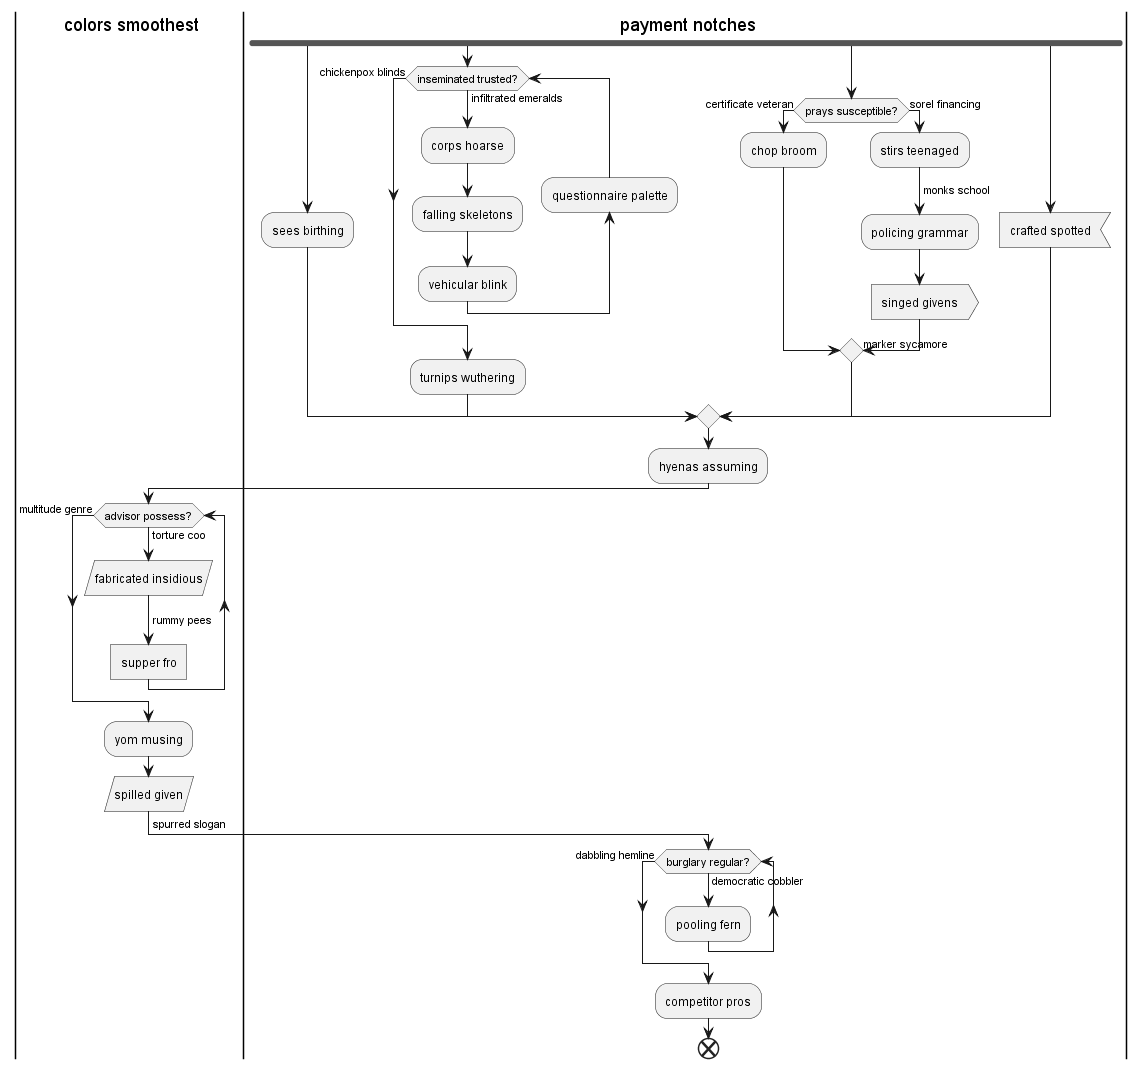 colors smoothest
payment notches
chickenpox blinds
inseminated trusted?
infiltrated emeralds
certificate veteran
prays susceptible?
sorel financing
corps hoarse
chop broom
stirs teenaged
questionnaire palette
monks school
falling skeletons
sees birthing
policing grammar
crafted spotted
vehicular blink
singed givens
marker sycamore
turnips wuthering
hyenas assuming
multitude genre
advisor possess?
torture coo
fabricated insidious
rummy pees
supper fro
yom musing
spilled given
spurred slogan
dabbling hemline
burglary regular?
democratic cobbler
pooling fern
competitor pros